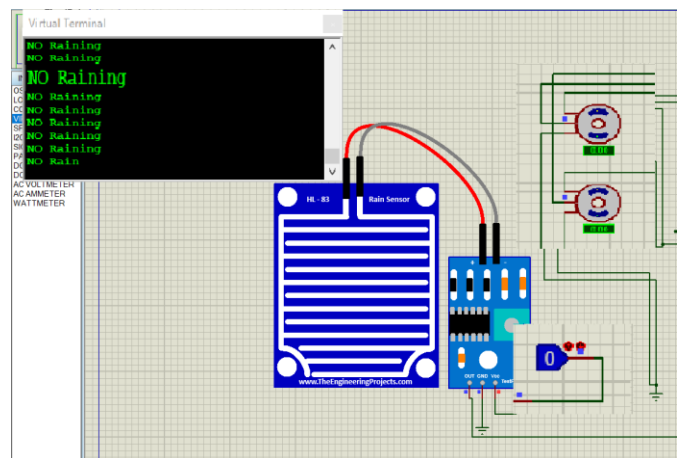 Virtual Terminal
NO Raining
NO Raining
NO Raining
NO Raining
NO Raining
NO Raining
NO Raining
NO Raining
NO Rain
AC VOLTMETER
AC AMMETER
WATTMETER
HL - 83 Rain Sensor
www.TheEngineeringProjects.com
+ -
OUT GND Vcc
0